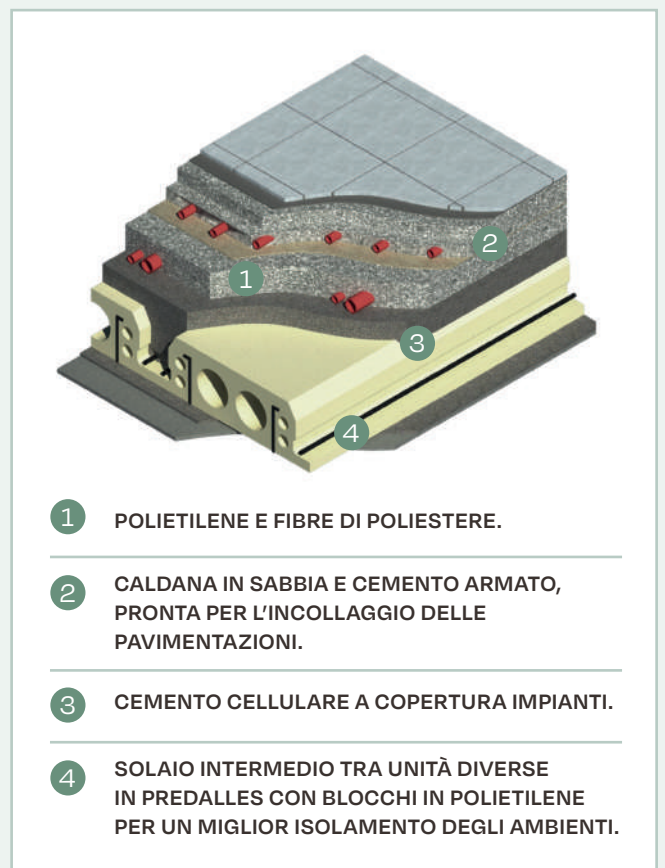 2
1
3
4
1 POLIETILENE E FIBRE DI POLIESTERE.
2 CALDANA IN SABBIA E CEMENTO ARMATO,
PRONTA PER L’INCOLLAGGIO DELLE
PAVIMENTAZIONI.
3 CEMENTO CELLULARE A COPERTURA IMPIANTI.
4 SOLAIO INTERMEDIO TRA UNITÀ DIVERSE
IN PREDALLES CON BLOCCHI IN POLIETILENE
PER UN MIGLIOR ISOLAMENTO DEGLI AMBIENTI.